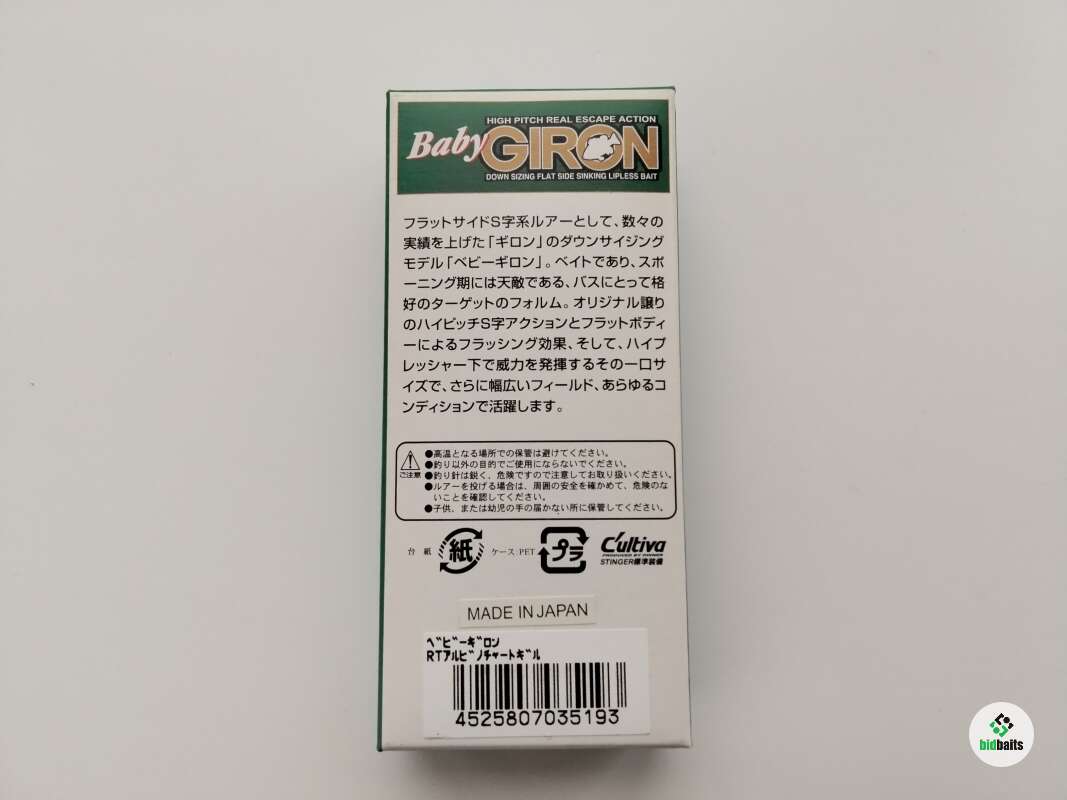 HIGH PITCH REAL ESCAPE ACTION
Baby GIRON
DOWN SIZING FLAT SIDE SINKING LIPLESS BAIT
フラットサイドS字系ルアーとして、数々の
実績を上げた「ギロン」のダウンサイジング
モデル「ベビーギロン」。ベイトであり、スポ
ーニング期には天敵である、バスにとって格
好のターゲットのフォルム。オリジナル譲り
のハイピッチS字アクションとフラットボディ
ーによるフラッシング効果、そして、ハイプ
レッシャー下で威力を発揮するその一口サ
イズで、さらに幅広いフィールド、あらゆるコ
ンディションで活躍します。
ご注意
●高温となる場所での保管は避けてください。
●釣り以外の目的でご使用にならないでください。
●釣り針は鋭く、危険ですので注意してお取り扱いください。
●ルアーを投げる場合は、周囲の安全を確かめて、危険のな
いことを確認してください。
●子供、または幼児の手の届かない所に保管してください。
台紙 紙 ケース:PET プラ C'ultiva
PRODUCED BY OWNER
STINGER標準装備
MADE IN JAPAN
ベビーギロン
RTアルビノチャートギル
4525807035193
bidbaits